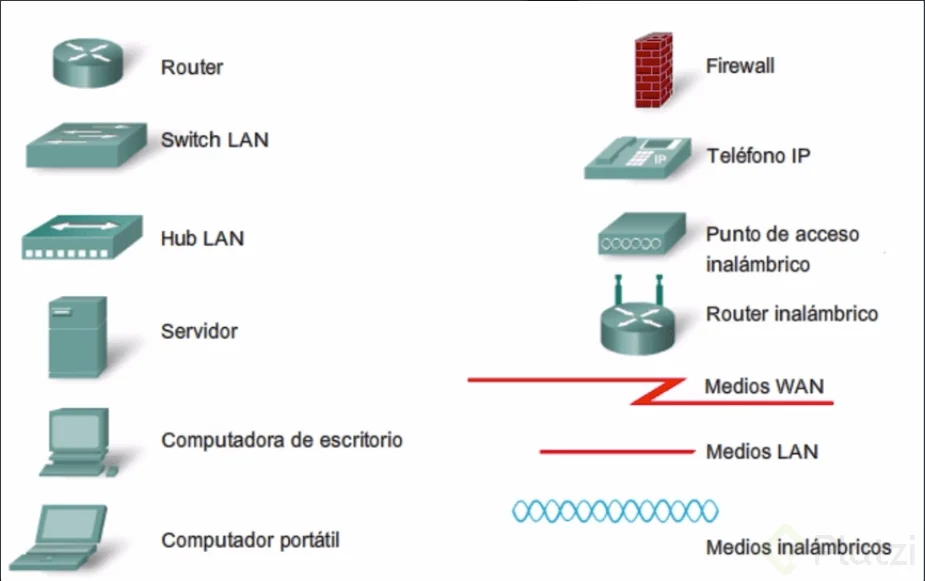 Router
Switch LAN
Hub LAN
Servidor
Computadora de escritorio
Computador portátil
Firewall
IP
Teléfono IP
Punto de acceso
inalámbrico
Router inalámbrico
Medios WAN
Medios LAN
Medios inalámbricos
Platzi